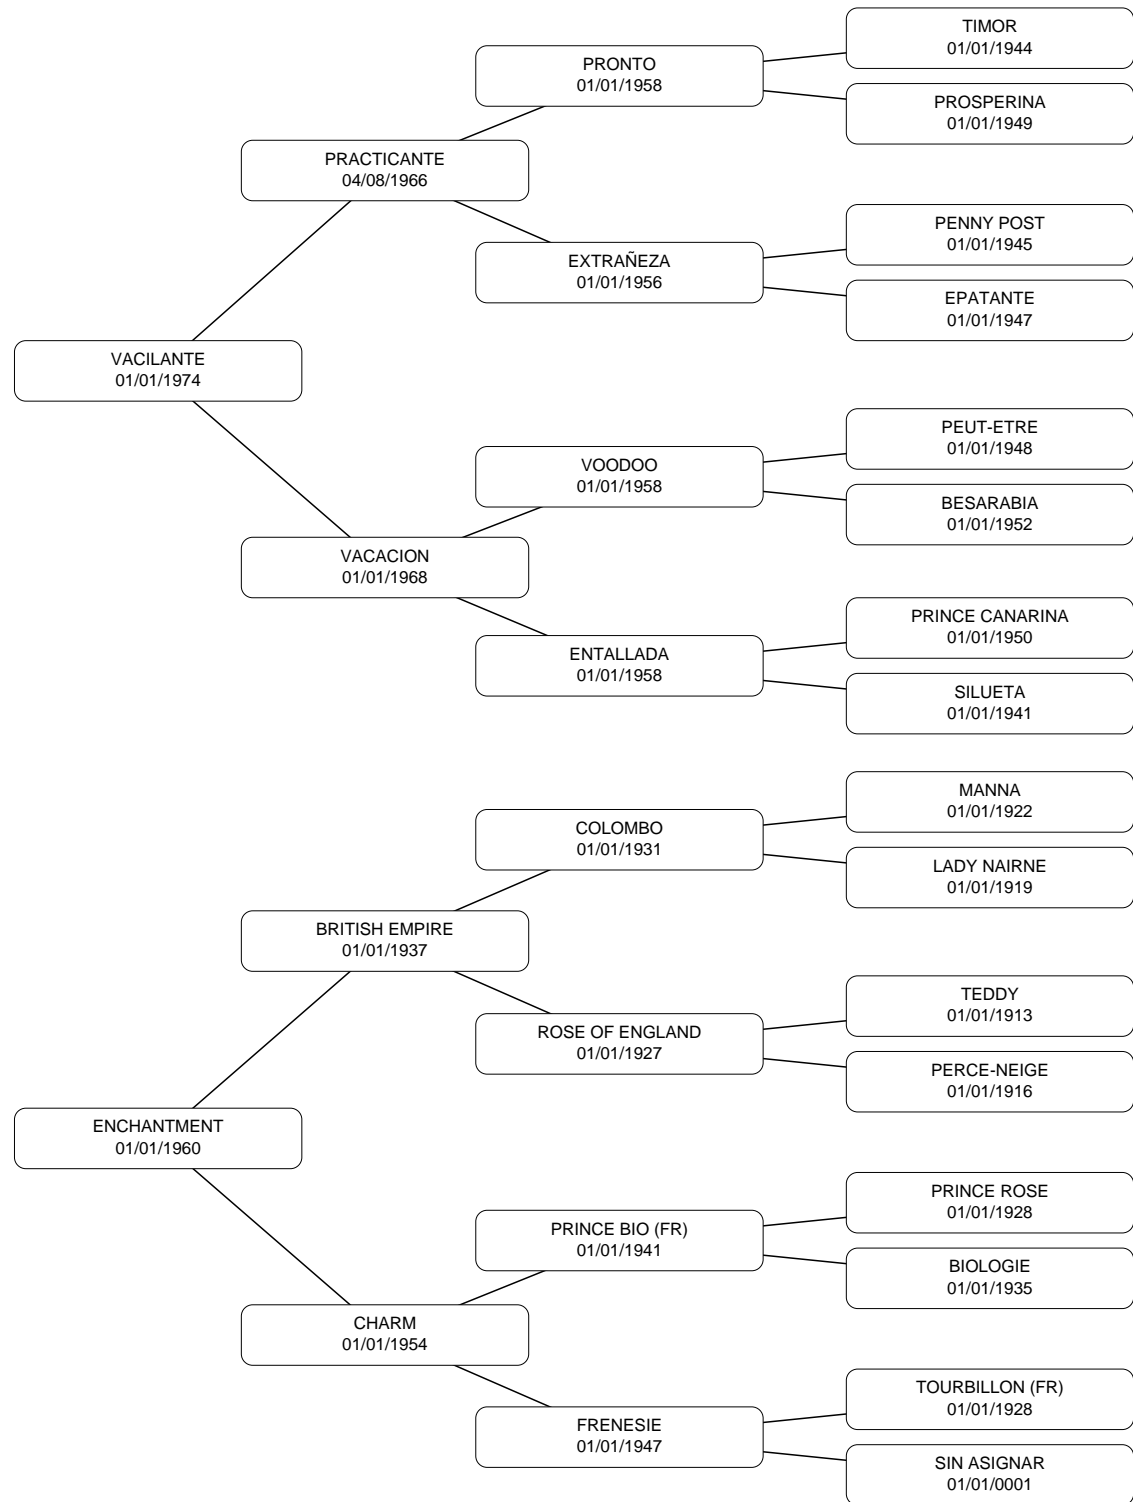 TIMOR
01/01/1944
PRONTO
01/01/1958
PROSPERINA
01/01/1949
PRACTICANTE
04/08/1966
PENNY POST
01/01/1945
EXTRAÑEZA
01/01/1956
EPATANTE
01/01/1947
VACILANTE
01/01/1974
PEUT-ETRE
01/01/1948
VOODOO
01/01/1958
BESARABIA
01/01/1952
VACACION
01/01/1968
PRINCE CANARINA
01/01/1950
ENTALLADA
01/01/1958
SILUETA
01/01/1941
MANNA
01/01/1922
COLOMBO
01/01/1931
LADY NAIRNE
01/01/1919
BRITISH EMPIRE
01/01/1937
TEDDY
01/01/1913
ROSE OF ENGLAND
01/01/1927
PERCE-NEIGE
01/01/1916
ENCHANTMENT
01/01/1960
PRINCE ROSE
01/01/1928
PRINCE BIO (FR)
01/01/1941
BIOLOGIE
01/01/1935
CHARM
01/01/1954
TOURBILLON (FR)
01/01/1928
FRENESIE
01/01/1947
SIN ASIGNAR
01/01/0001